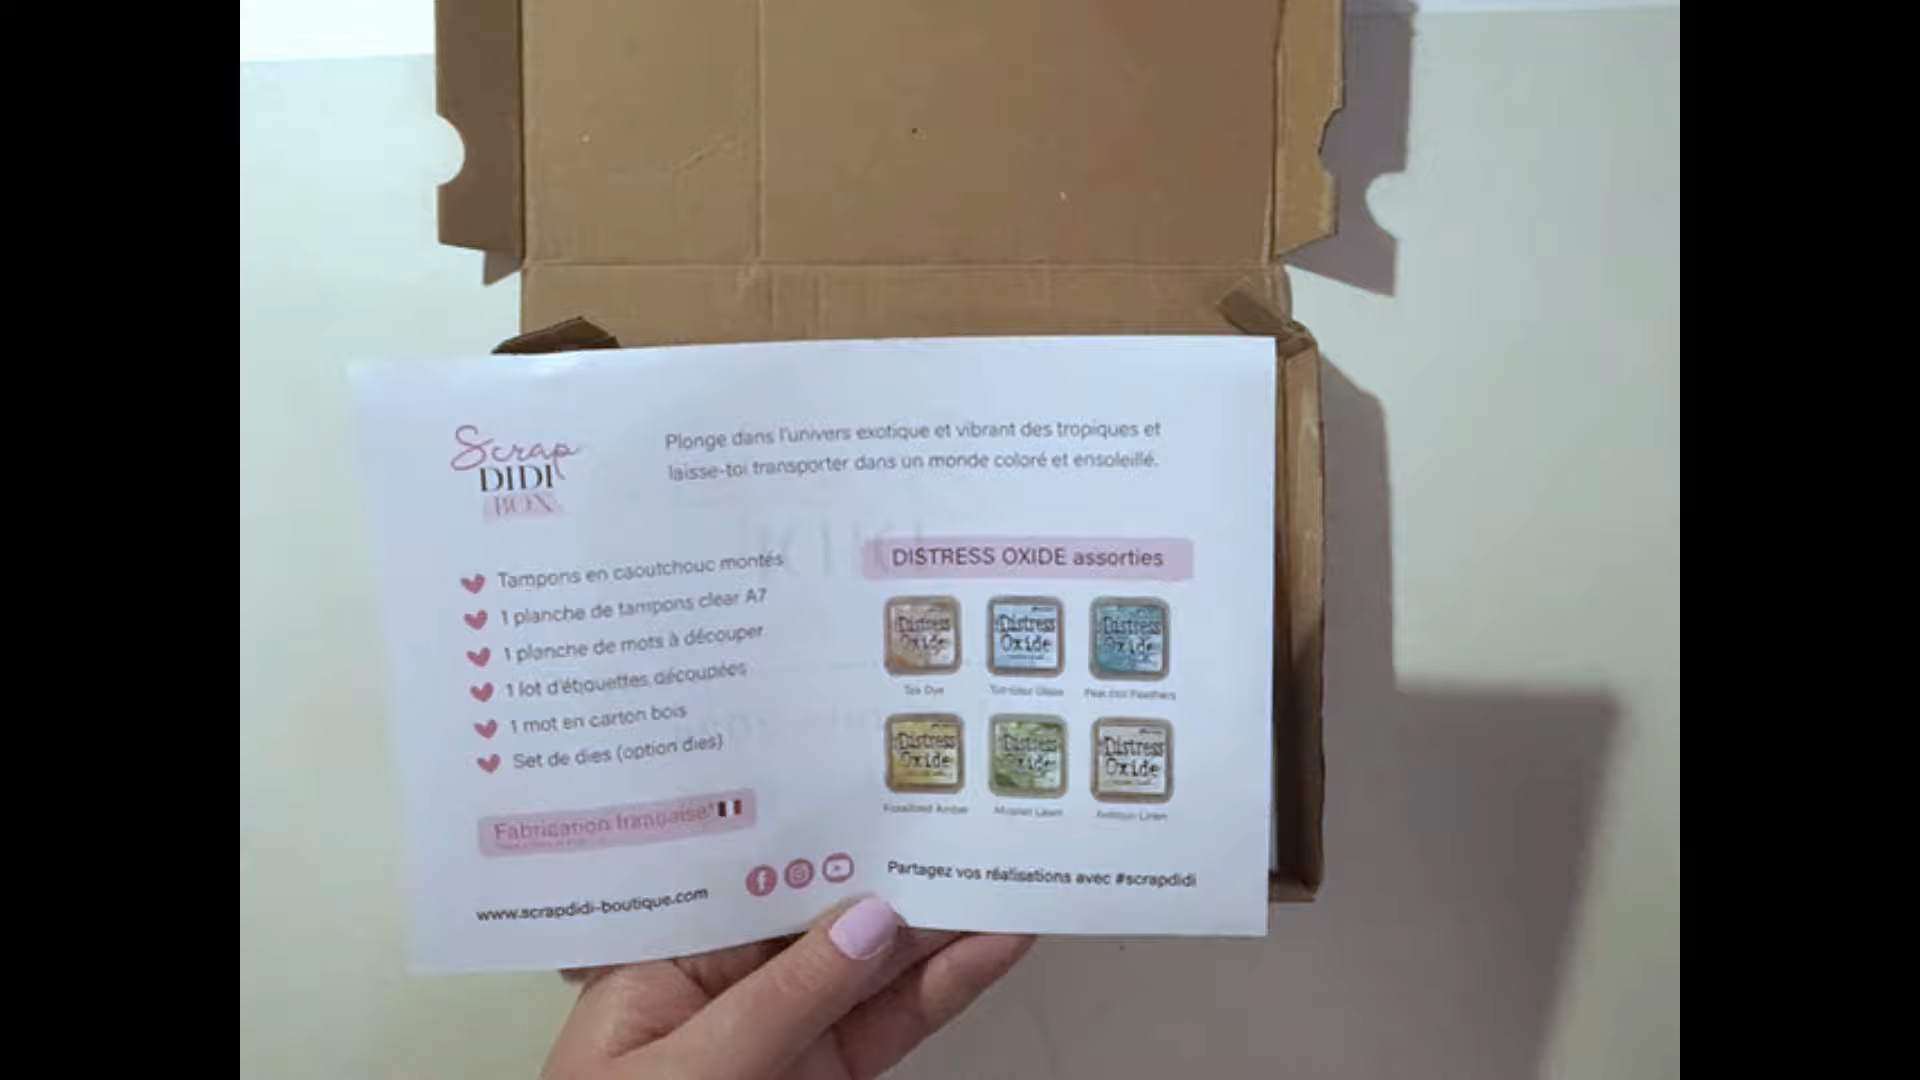 Scrap
DIDI
BOX
Plonge dans l'univers exotique et vibrant des tropiques et
laisse-toi transporter dans un monde coloré et ensoleillé.
Tampons en caoutchouc montés
1 planche de tampons clear A7
1 planche de mots à découper
1 lot d'étiquettes découpées
1 mot en carton bois
Set de dies (option dies)
Fabrication française*
www.scrapdidi-boutique.com
DISTRESS OXIDE assorties
Distress Oxide
Distress Oxide
Distress Oxide
Tea Dye
Tumbled Glass
Peacock Feathers
Distress Oxide
Distress Oxide
Distress Oxide
Fossilized Amber
Mowed Lawn
Antique Linen
Partagez vos réalisations avec #scrapdidi